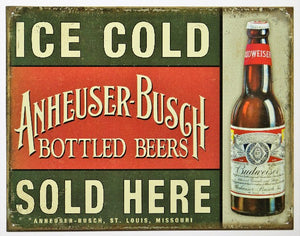 ICE COLD
ANHEUSER-BUSCH
BOTTLED BEERS
SOLD HERE
ANHEUSER-BUSCH, ST. LOUIS, MISSOURI
BUDWEISER
Budweiser